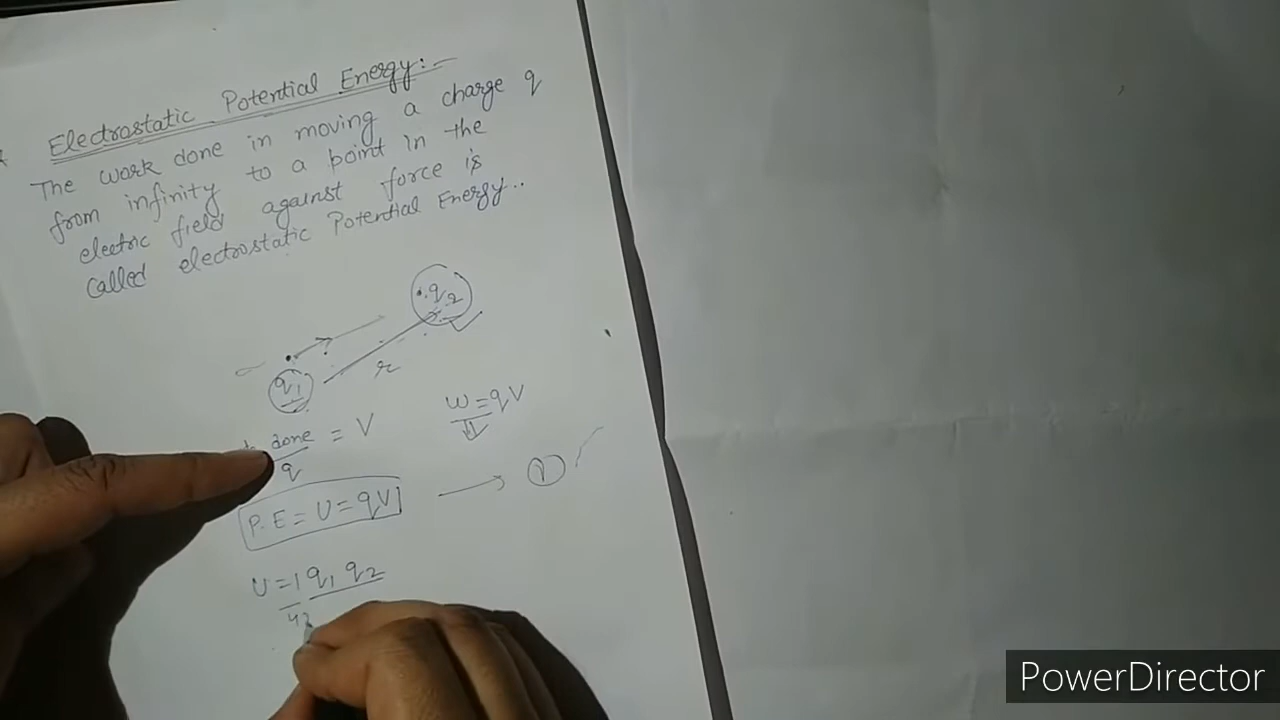 Electrostatic Potential Energy:-
The work done in moving a charge q
from infinity to a point in the
electric field against force is
called electrostatic Potential Energy..
q2
q1
r
done = V
q
w = qV
P.E = U = qV
1
U = 1 q1 q2
4
PowerDirector